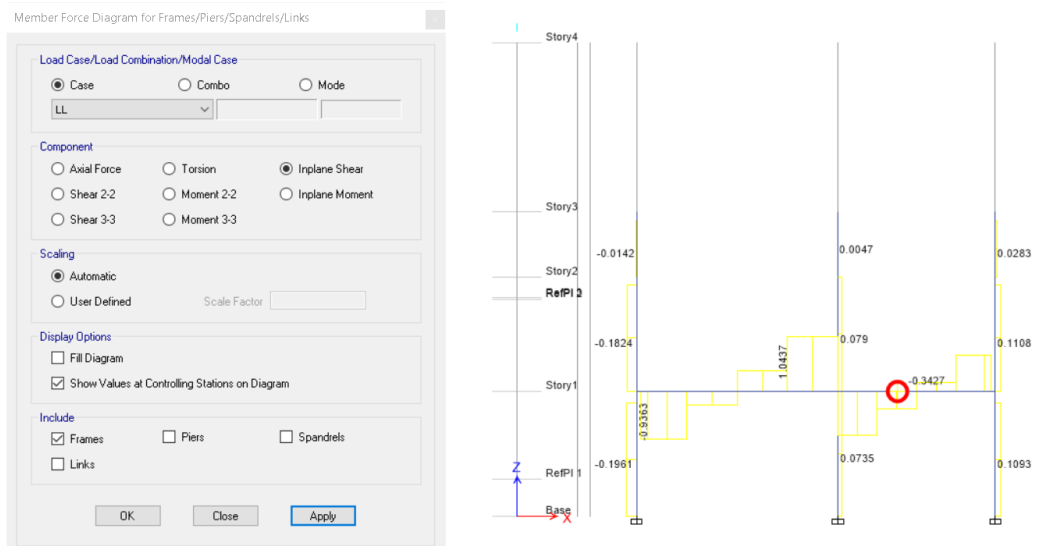 Member Force Diagram for Frames/Piers/Spandrels/Links
Load Case/Load Combination/Modal Case
Case Combo Mode
LL
Component
Axial Force Torsion Inplane Shear
Shear 2-2 Moment 2-2 Inplane Moment
Shear 3-3 Moment 3-3
Scaling
Automatic
User Defined Scale Factor
Display Options
Fill Diagram
Show Values at Controlling Stations on Diagram
Include
Frames Piers Spandrels
Links
OK Close Apply
Story4
Story3
-0.0142 0.0047 0.0283
Story2
RefPl 2
-0.1824 1.0437 0.079 0.1108
Story1 -0.3427
-0.9363
-0.1961 0.0735 0.1093
Z RefPl 1
Base
X